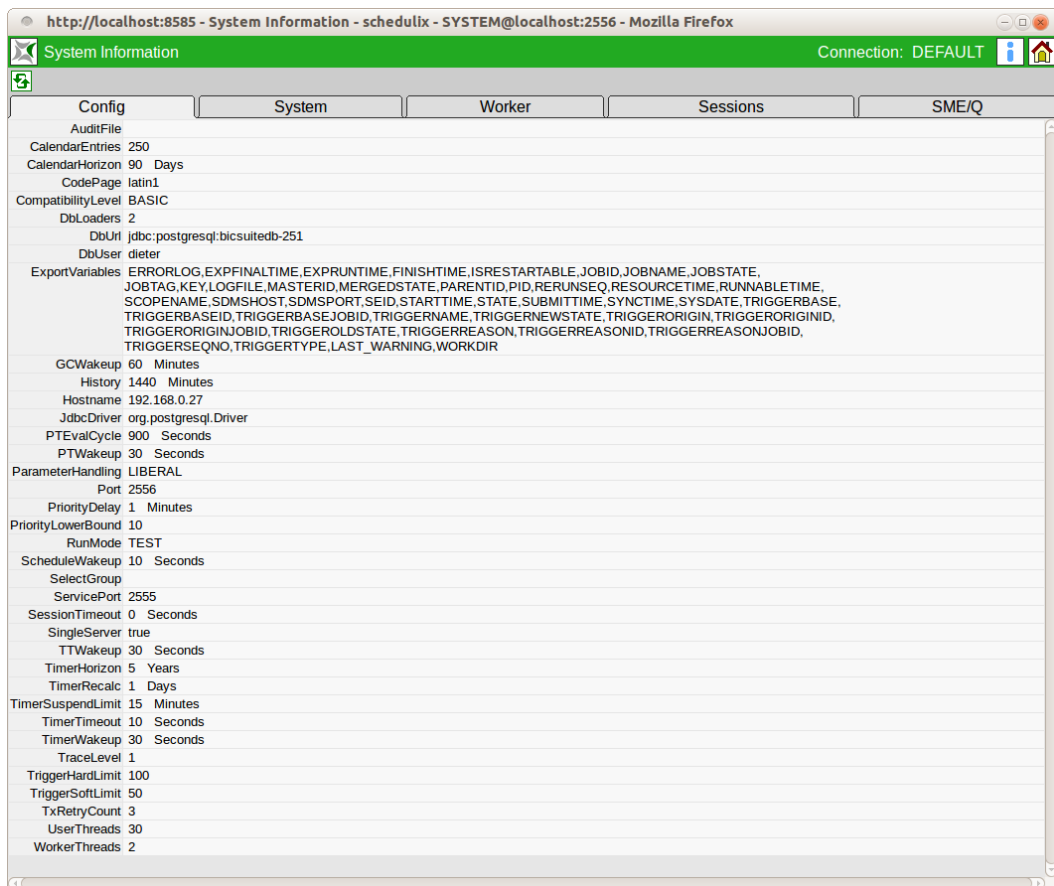 http://localhost:8585 - System Information - schedulix - SYSTEM@localhost:2556 - Mozilla Firefox
System Information Connection: DEFAULT
Config System Worker Sessions SME/Q
AuditFile
CalendarEntries 250
CalendarHorizon 90 Days
CodePage latin1
CompatibilityLevel BASIC
DbLoaders 2
DbUrl jdbc:postgresql:bicsuitedb-251
DbUser dieter
ExportVariables ERRORLOG,EXPFINALTIME,EXPRUNTIME,FINISHTIME,ISRESTARTABLE,JOBID,JOBNAME,JOBSTATE,
JOBTAG,KEY,LOGFILE,MASTERID,MERGEDSTATE,PARENTID,PID,RERUNSEQ,RESOURCETIME,RUNNABLETIME,
SCOPENAME,SDMSHOST,SDMSPORT,SEID,STARTTIME,STATE,SUBMITTIME,SYNCTIME,SYSDATE,TRIGGERBASE,
TRIGGERBASEID,TRIGGERBASEJOBID,TRIGGERNAME,TRIGGERNEWSTATE,TRIGGERORIGIN,TRIGGERORIGINID,
TRIGGERORIGINJOBID,TRIGGEROLDSTATE,TRIGGERREASON,TRIGGERREASONID,TRIGGERREASONJOBID,
TRIGGERSEQNO,TRIGGERTYPE,LAST_WARNING,WORKDIR
GCWakeup 60 Minutes
History 1440 Minutes
Hostname 192.168.0.27
JdbcDriver org.postgresql.Driver
PTEvalCycle 900 Seconds
PTWakeup 30 Seconds
ParameterHandling LIBERAL
Port 2556
PriorityDelay 1 Minutes
PriorityLowerBound 10
RunMode TEST
ScheduleWakeup 10 Seconds
SelectGroup
ServicePort 2555
SessionTimeout 0 Seconds
SingleServer true
TTWakeup 30 Seconds
TimerHorizon 5 Years
TimerRecalc 1 Days
TimerSuspendLimit 15 Minutes
TimerTimeout 10 Seconds
TimerWakeup 30 Seconds
TraceLevel 1
TriggerHardLimit 100
TriggerSoftLimit 50
TxRetryCount 3
UserThreads 30
WorkerThreads 2